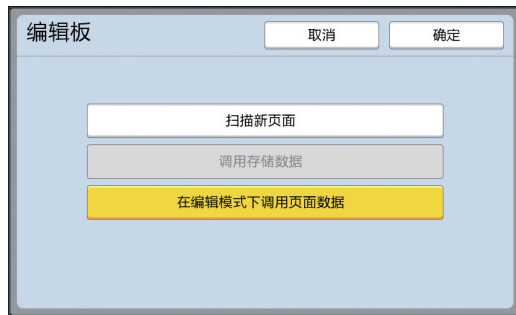 编辑板
取消
确定
扫描新页面
调用存储数据
在编辑模式下调用页面数据